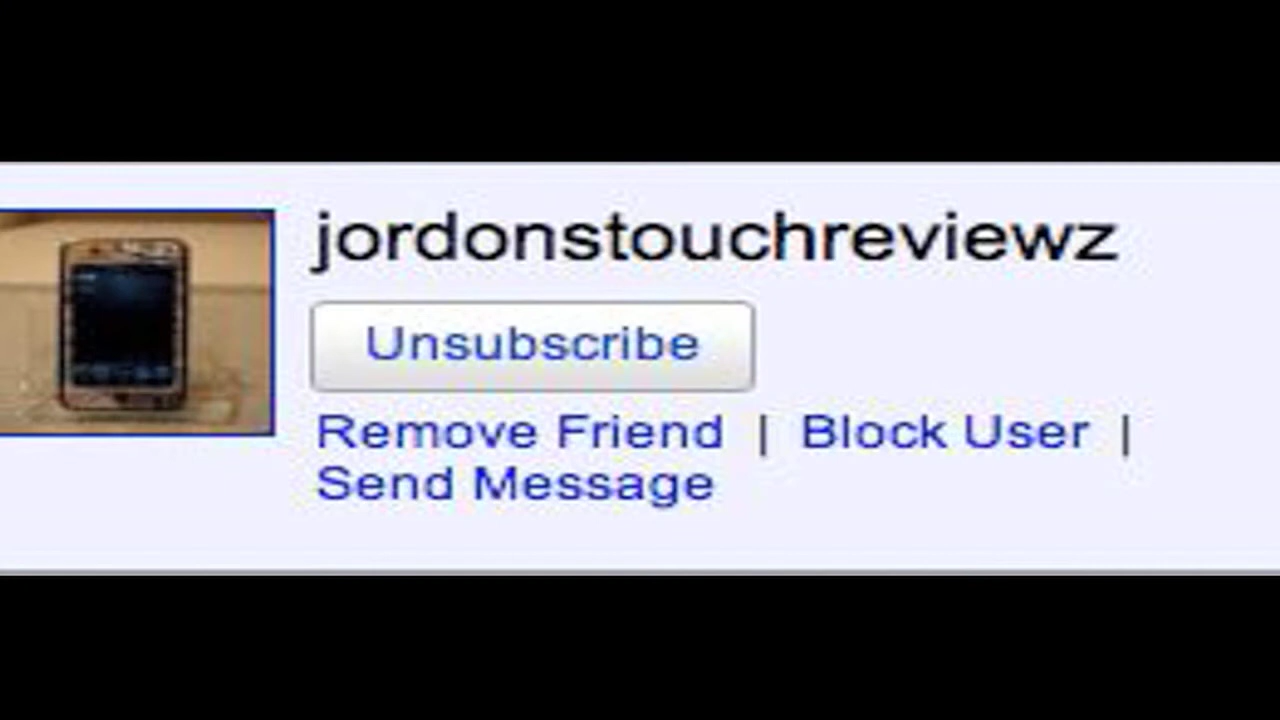 jordonstouchreviewz
Unsubscribe
Remove Friend | Block User |
Send Message